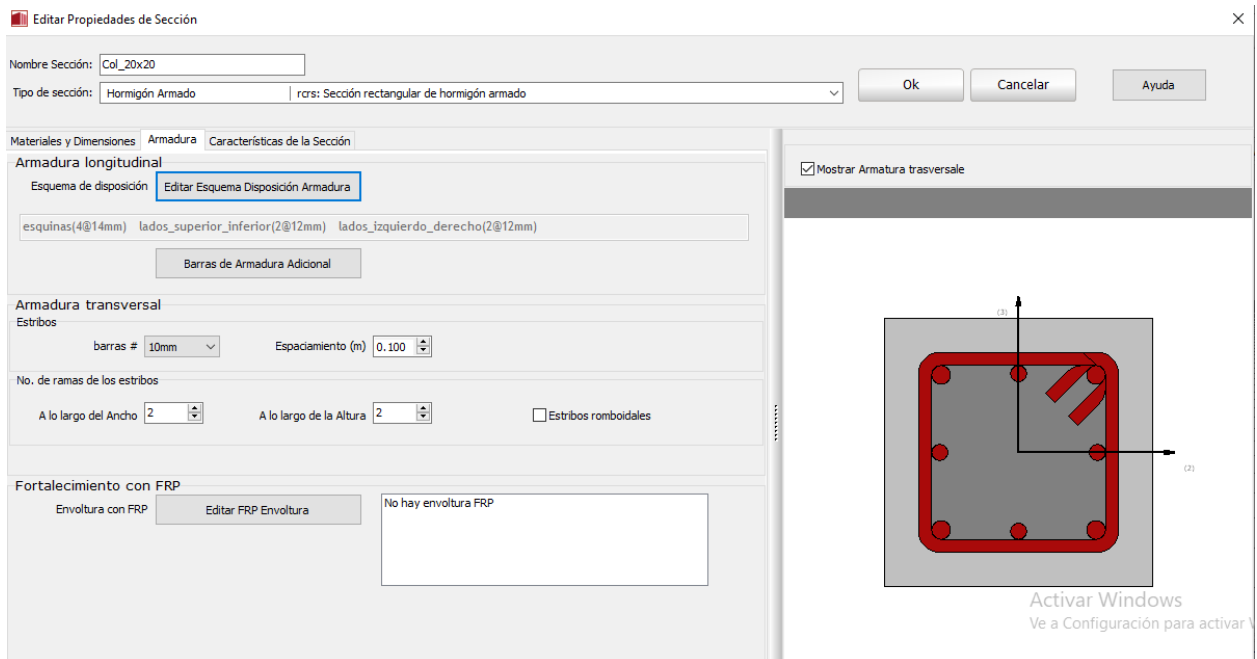 Editar Propiedades de Sección
Nombre Sección: Col_20x20
Tipo de sección: Hormigón Armado rcrs: Sección rectangular de hormigón armado
Ok Cancelar Ayuda
Materiales y Dimensiones Armadura Características de la Sección
Armadura longitudinal
Esquema de disposición Editar Esquema Disposición Armadura
esquinas(4@14mm) lados_superior_inferior(2@12mm) lados_izquierdo_derecho(2@12mm)
Barras de Armadura Adicional
Armadura transversal
Estribos
barras # 10mm Espaciamiento (m) 0.100
No. de ramas de los estribos
A lo largo del Ancho 2 A lo largo de la Altura 2 Estribos romboidales
Fortalecimiento con FRP
Envoltura con FRP Editar FRP Envoltura No hay envoltura FRP
Mostrar Armatura trasversale
(3)
(2)
Activar Windows
Ve a Configuración para activar